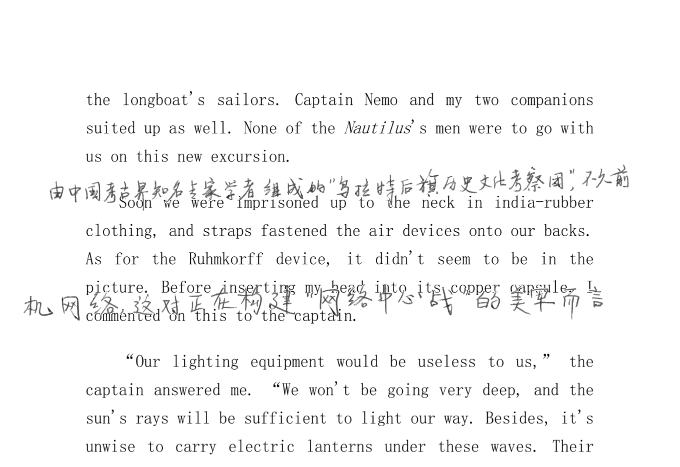 the longboat's sailors. Captain Nemo and my two companions
suited up as well. None of the Nautilus's men were to go with
us on this new excursion.
由中国考古界知名专家学者组成的"乌拉特后旗历史文化考察团",不久前
Soon we were imprisoned up to the neck in india-rubber
clothing, and straps fastened the air devices onto our backs.
As for the Ruhmkorff device, it didn't seem to be in the
picture. Before inserting my head into its copper capsule, I
机网络,这对正在构建"网络中心战"的美军而言
commented on this to the captain.
“Our lighting equipment would be useless to us,” the
captain answered me. “We won't be going very deep, and the
sun's rays will be sufficient to light our way. Besides, it's
unwise to carry electric lanterns under these waves. Their